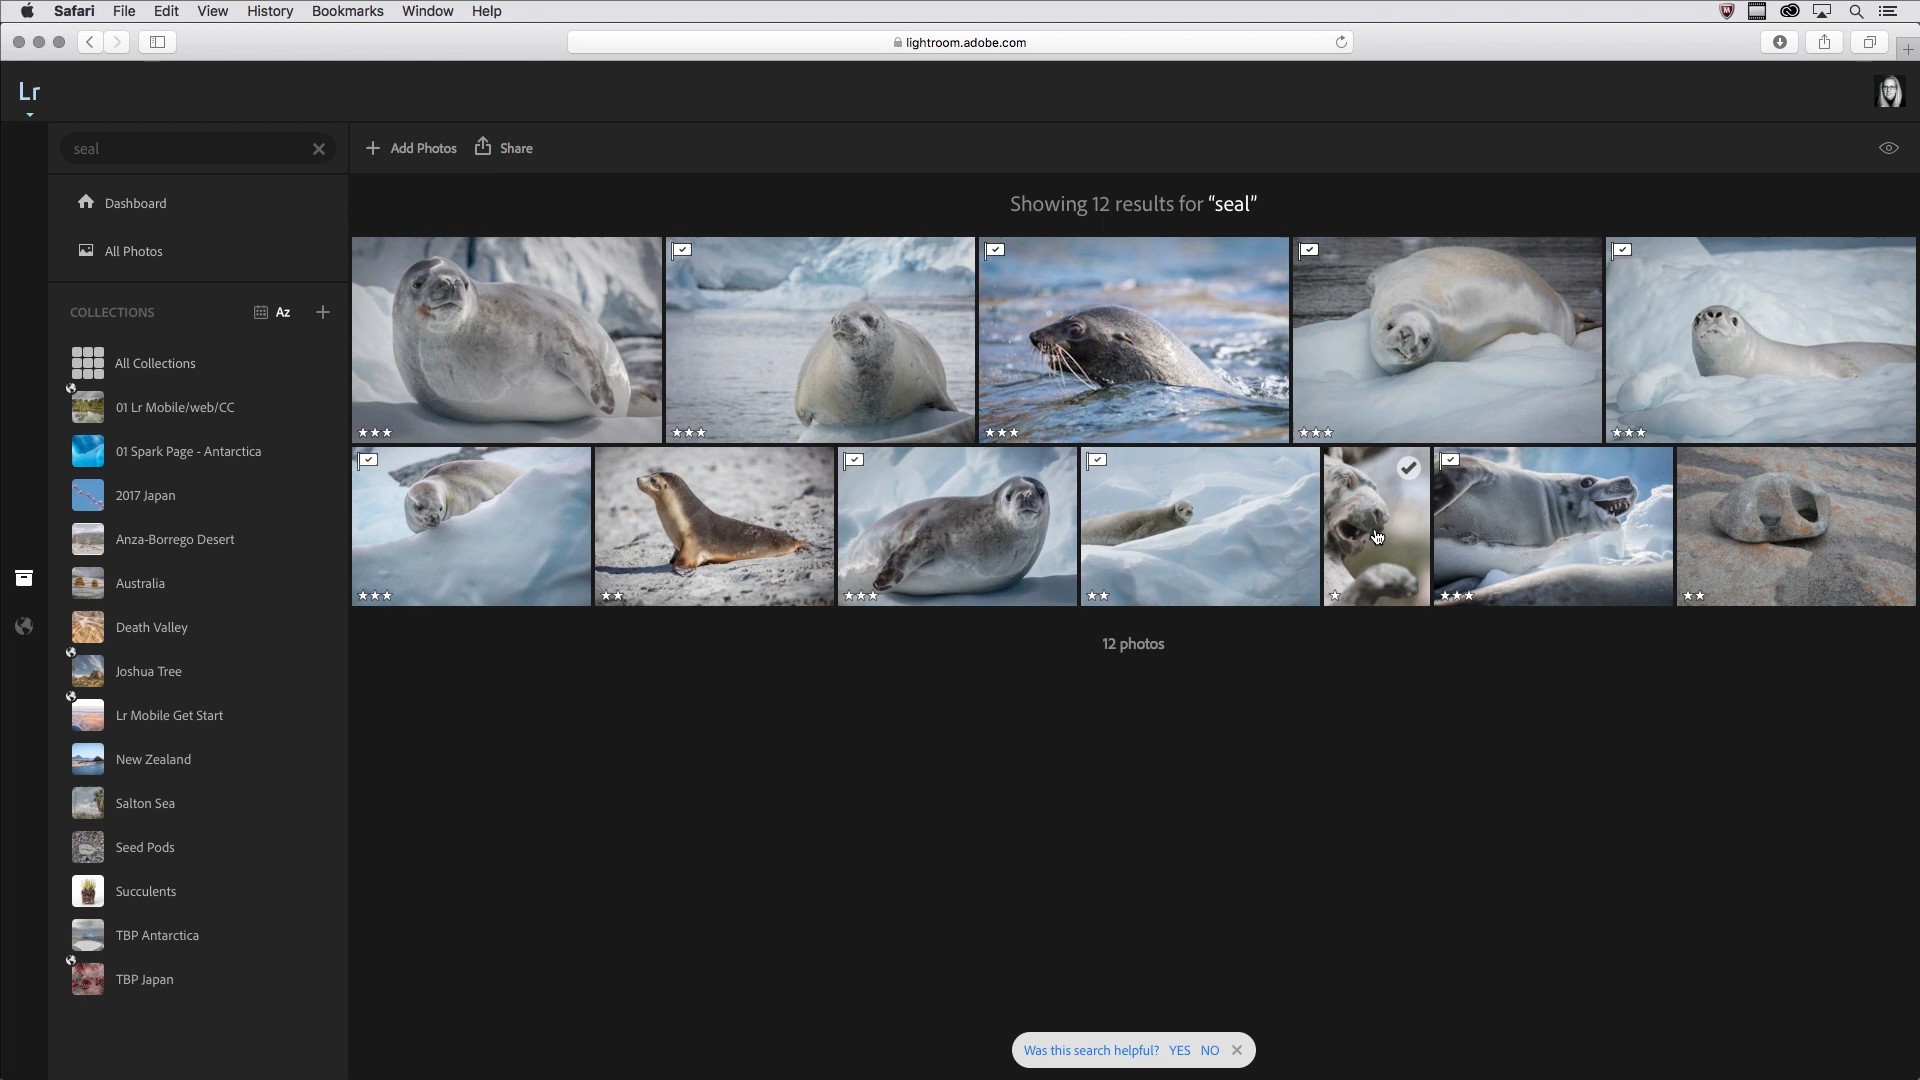 Safari File Edit View History Bookmarks Window Help
lightroom.adobe.com
Lr
seal
Add Photos Share
Dashboard
All Photos
Showing 12 results for “seal”
COLLECTIONS Az
All Collections
01 Lr Mobile/web/CC
01 Spark Page - Antarctica
2017 Japan
Anza-Borrego Desert
Australia
Death Valley
Joshua Tree
Lr Mobile Get Start
New Zealand
Salton Sea
Seed Pods
Succulents
TBP Antarctica
TBP Japan
12 photos
Was this search helpful? YES NO